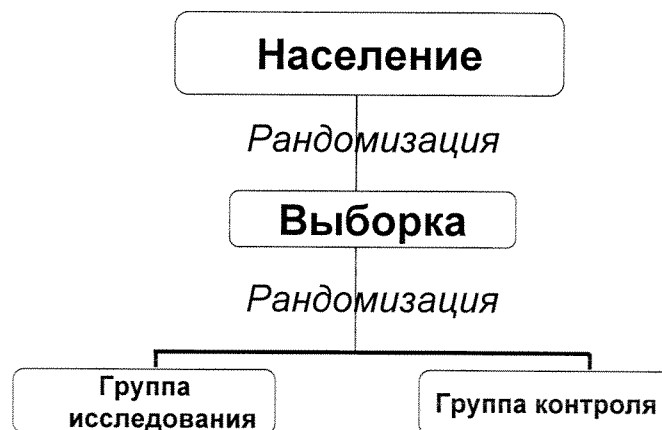 Население
Рандомизация
Выборка
Рандомизация
Группа
исследования
Группа контроля